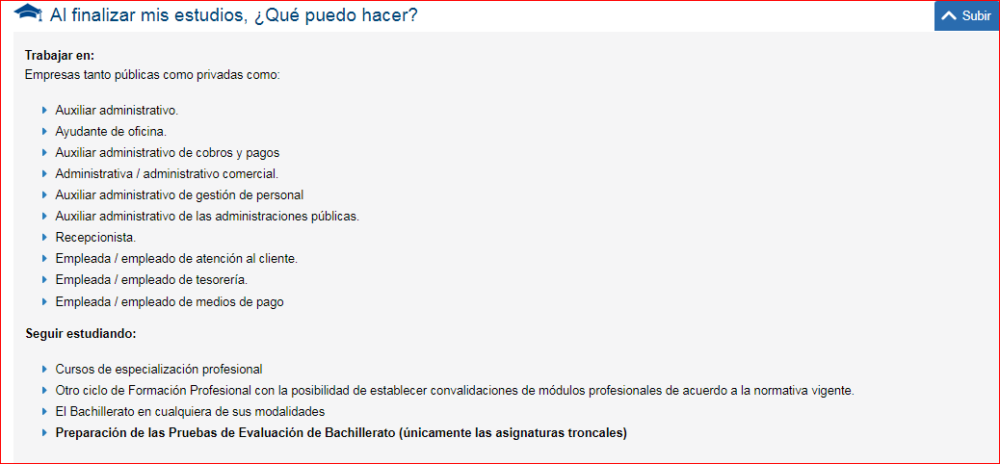 Al finalizar mis estudios, ¿Qué puedo hacer?
Subir
Trabajar en:
Empresas tanto públicas como privadas como:
Auxiliar administrativo.
Ayudante de oficina.
Auxiliar administrativo de cobros y pagos
Administrativa / administrativo comercial.
Auxiliar administrativo de gestión de personal
Auxiliar administrativo de las administraciones públicas.
Recepcionista.
Empleada / empleado de atención al cliente.
Empleada / empleado de tesorería.
Empleada / empleado de medios de pago
Seguir estudiando:
Cursos de especialización profesional
Otro ciclo de Formación Profesional con la posibilidad de establecer convalidaciones de módulos profesionales de acuerdo a la normativa vigente.
El Bachillerato en cualquiera de sus modalidades
Preparación de las Pruebas de Evaluación de Bachillerato (únicamente las asignaturas troncales)